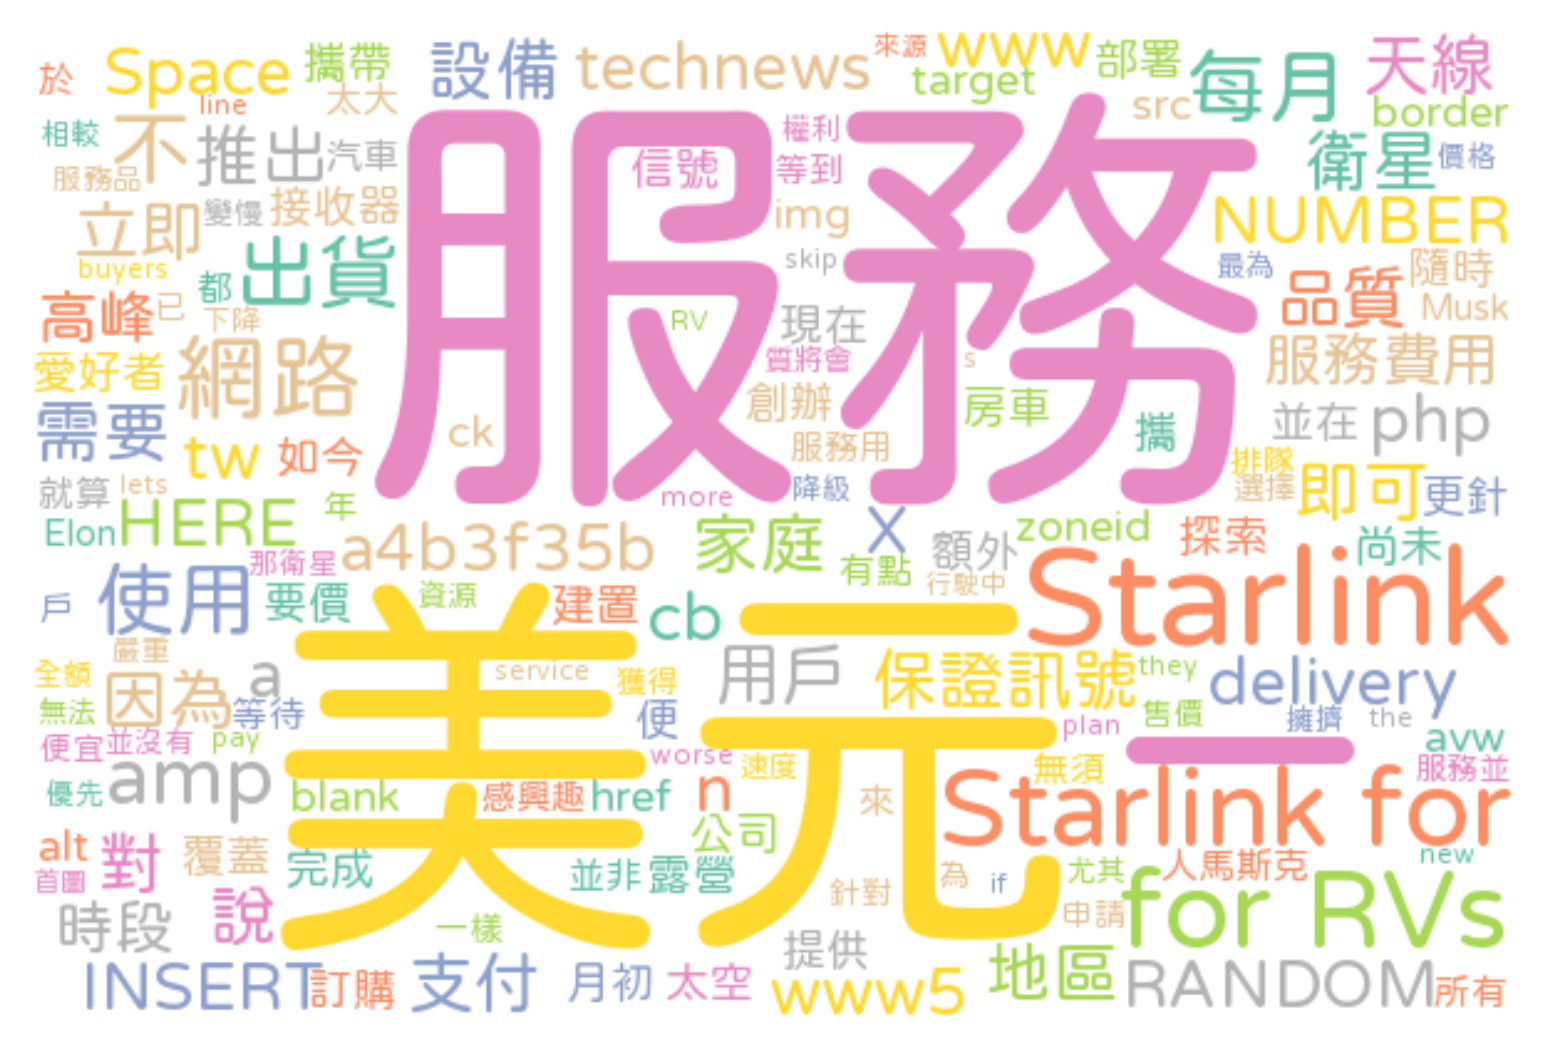 於 Space 攜帶 設備 technews 來源 www 部署 每月 天線
line 太大 target src border
相較 不 推出 汽車 服務 權利 衛星 價格
服務品 信號 等到
立即 變慢 接收器 img NUMBER
buyers 都 出貨 skip 最為 品質 隨時
高峰 已 下降 RV 現在 Musk
愛好者 網路 質將會 s 服務費用
需要 tw 如今 ck 創辦 房車 攜 並在 php
服務用 排隊
就算 lets more 降級 選擇 即可 更針
Elon HERE 年 a4b3f35b 家庭 X 額外 zoneid 探索 尚未
那衛星 有點 行駛中 Starlink
戶 使用 要價 資源 建置 cb
嚴重 美元 一
全額 因為 a service 獲得 用戶 保證訊號 they delivery
無法 等待 便 plan 售價 擁擠 the
便宜 並沒有 pay worse avw
優先 amp blank 感興趣 href n 速度 無須 服務並
來 Starlink for
alt 對 覆蓋 公司 new
首圖 完成 並非 露營 針對 為 if 尤其 人馬斯克
時段 說 一樣 申請 for RVs
提供
INSERT 訂購 支付 月初 太空 www5 地區 RANDOM 所有